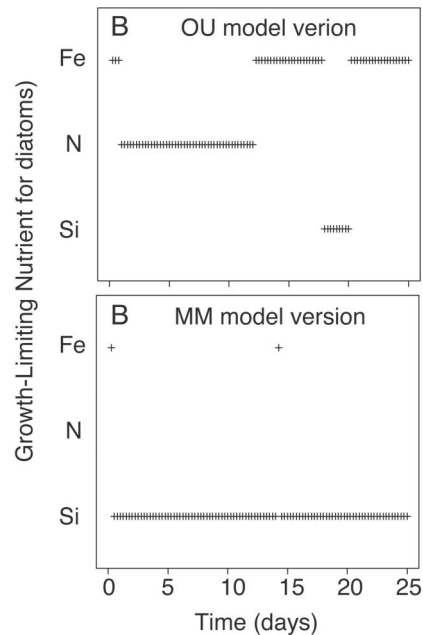 B OU model verion
Fe
N
Si
B MM model version
Fe
N
Si
0 5 10 15 20 25
Time (days)
Growth-Limiting Nutrient for diatoms)